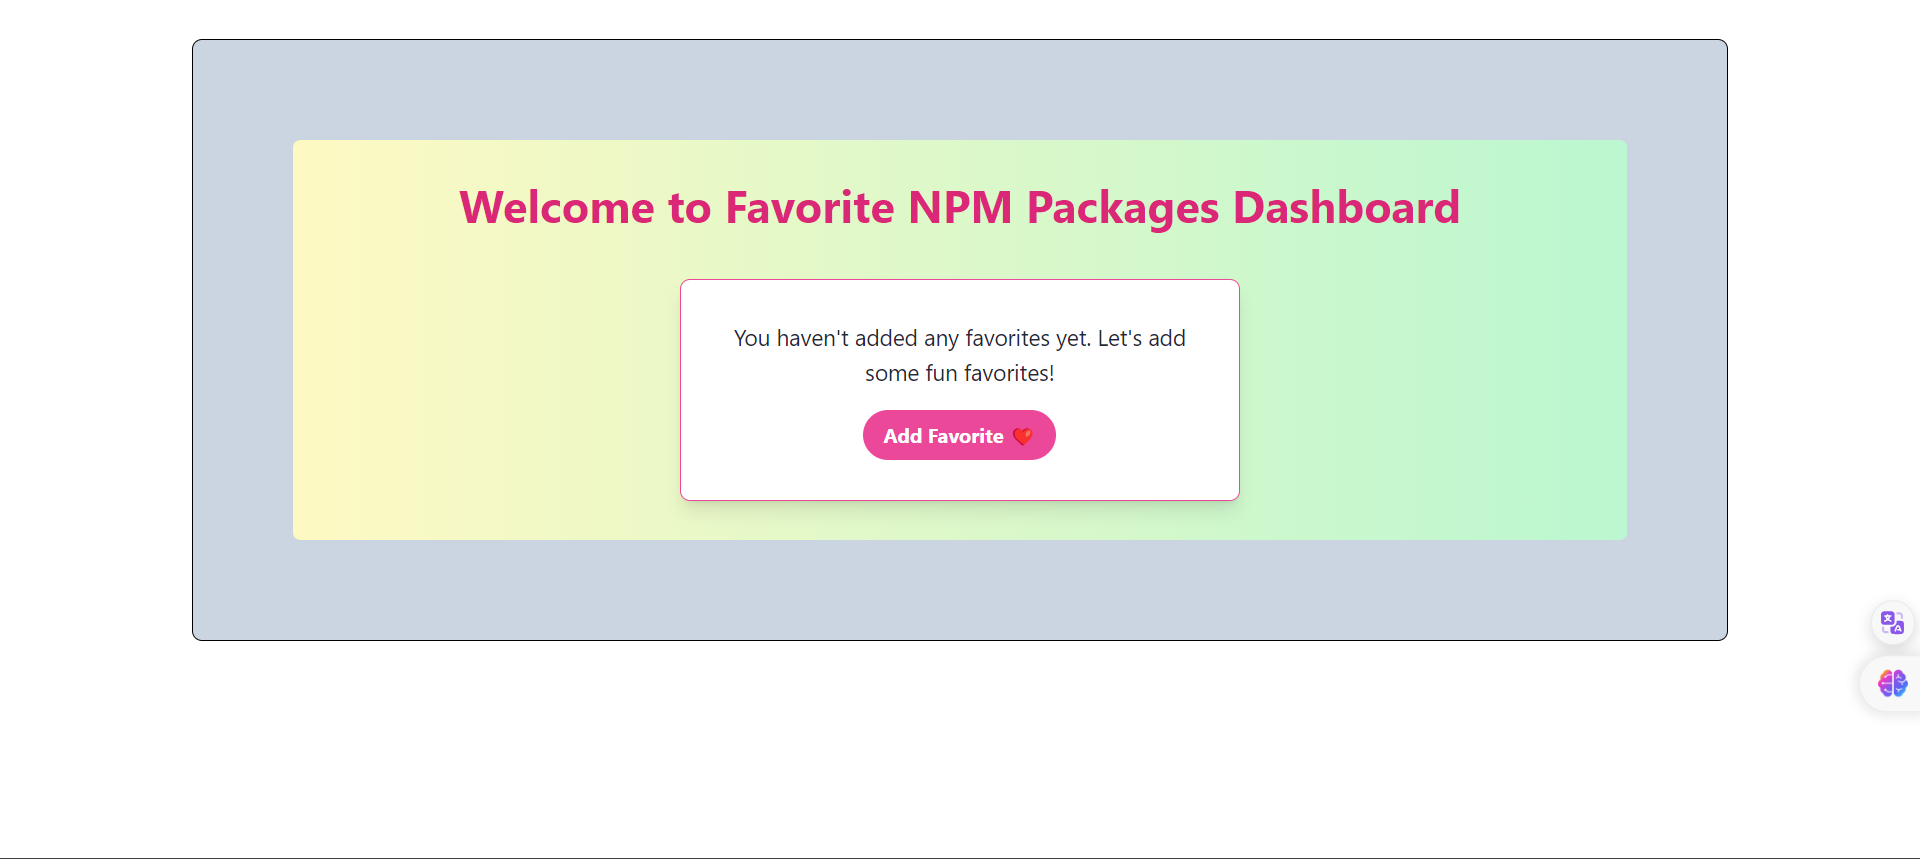 Welcome to Favorite NPM Packages Dashboard
You haven't added any favorites yet. Let's add
some fun favorites!
Add Favorite ❤️